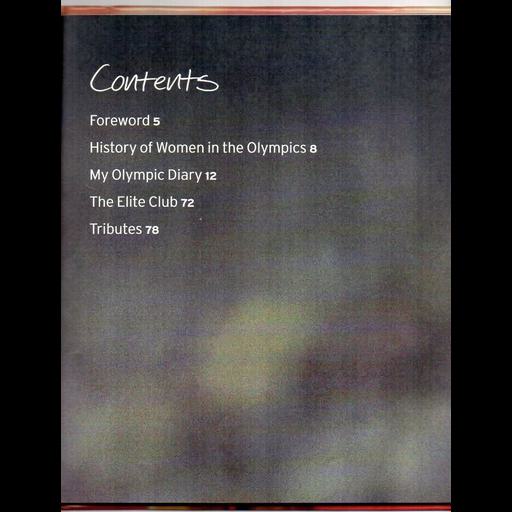 Contents
Foreword 5
History of Women in the Olympics 8
My Olympic Diary 12
The Elite Club 72
Tributes 78